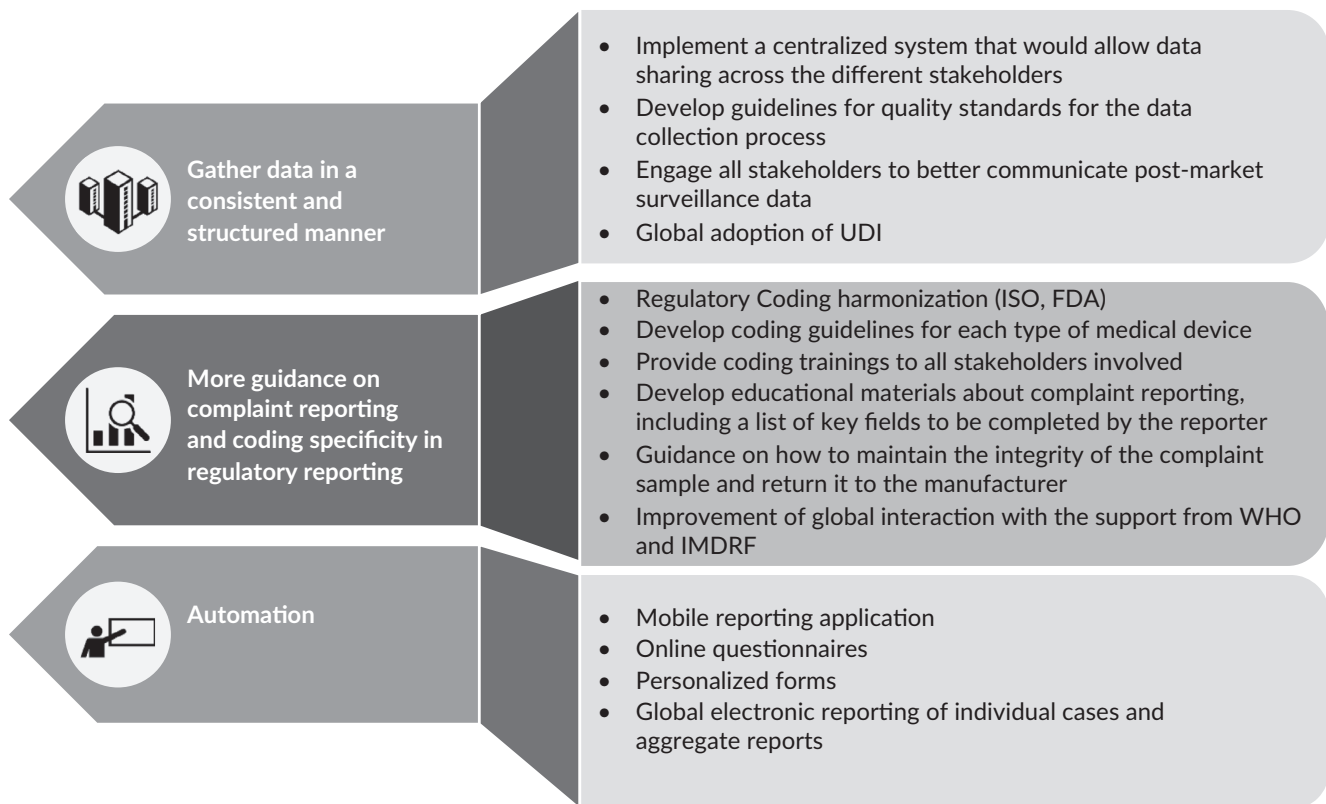 Gather data in a
consistent and
structured manner
• Implement a centralized system that would allow data
sharing across the different stakeholders
• Develop guidelines for quality standards for the data
collection process
• Engage all stakeholders to better communicate post-market
surveillance data
• Global adoption of UDI
More guidance on
complaint reporting
and coding specificity in
regulatory reporting
• Regulatory Coding harmonization (ISO, FDA)
• Develop coding guidelines for each type of medical device
• Provide coding trainings to all stakeholders involved
• Develop educational materials about complaint reporting,
including a list of key fields to be completed by the reporter
• Guidance on how to maintain the integrity of the complaint
sample and return it to the manufacturer
• Improvement of global interaction with the support from WHO
and IMDRF
Automation
• Mobile reporting application
• Online questionnaires
• Personalized forms
• Global electronic reporting of individual cases and
aggregate reports